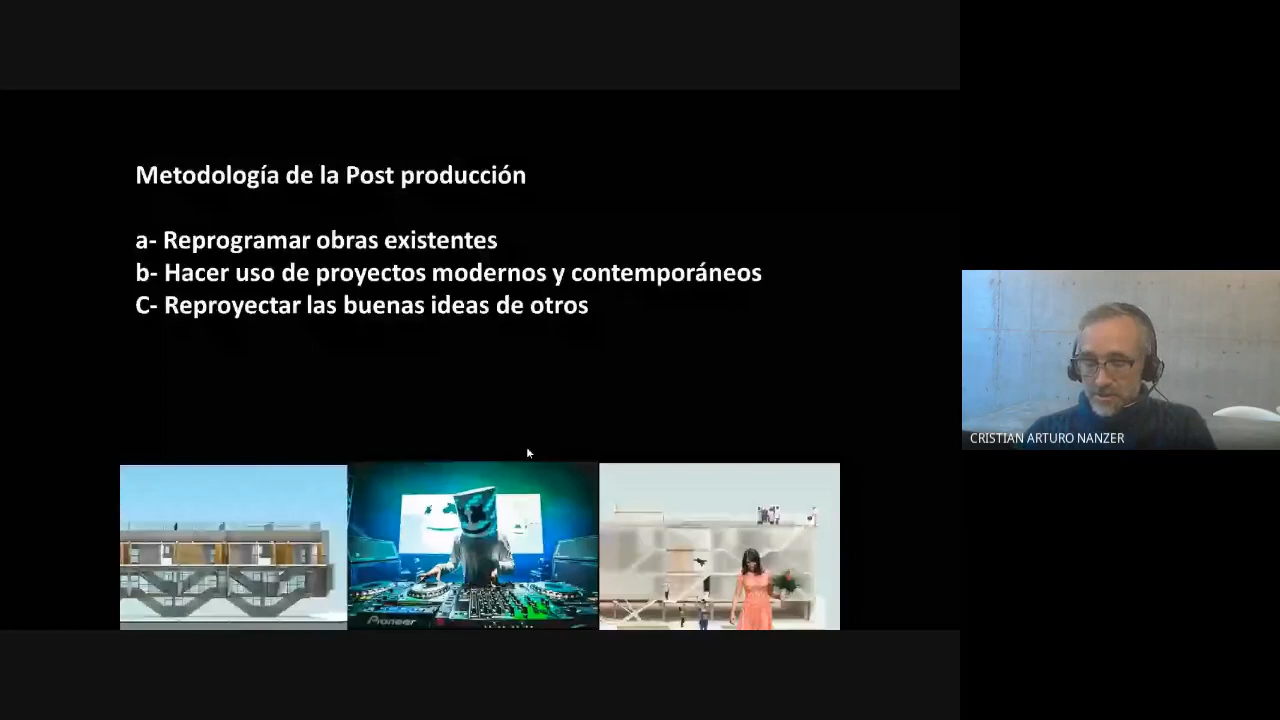 Metodología de la Post producción
a- Reprogramar obras existentes
b- Hacer uso de proyectos modernos y contemporáneos
C- Reproyectar las buenas ideas de otros
Pioneer
CRISTIAN ARTURO NANZER